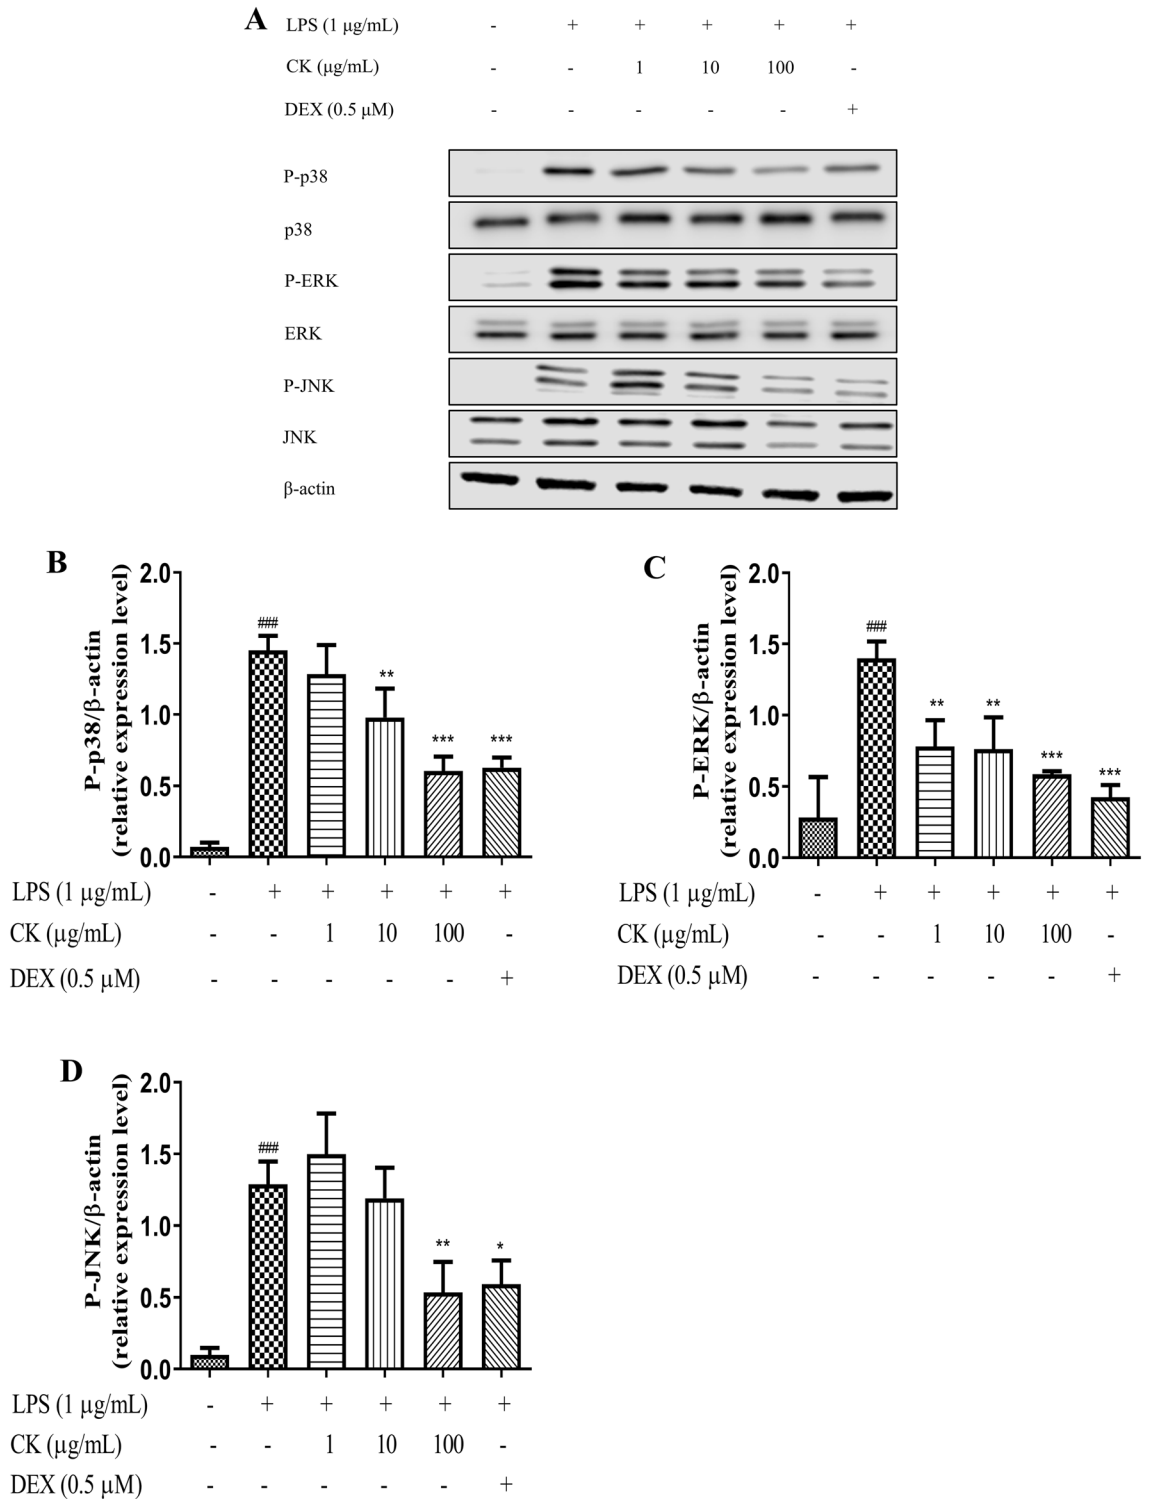 A
LPS (1 μg/mL) - + + + + +
CK (μg/mL) - - 1 10 100 -
DEX (0.5 μM) - - - - - +
P-p38
p38
P-ERK
ERK
P-JNK
JNK
β-actin
B
P-p38/β-actin
(relative expression level)
2.0
1.5
1.0
0.5
0.0
###
**
***
***
LPS (1 μg/mL) - + + + + +
CK (μg/mL) - - 1 10 100 -
DEX (0.5 μM) - - - - - +
C
P-ERK/β-actin
(relative expression level)
2.0
1.5
1.0
0.5
0.0
###
**
**
***
***
LPS (1 μg/mL) - + + + + +
CK (μg/mL) - - 1 10 100 -
DEX (0.5 μM) - - - - - +
D
P-JNK/β-actin
(relative expression level)
2.0
1.5
1.0
0.5
0.0
###
**
*
LPS (1 μg/mL) - + + + + +
CK (μg/mL) - - 1 10 100 -
DEX (0.5 μM) - - - - - +